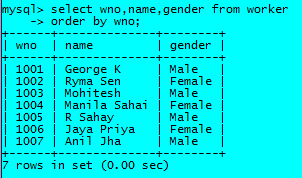 mysql> select wno,name,gender from worker
    -> order by wno;
+------+--------------+--------+
| wno  | name         | gender |
+------+--------------+--------+
| 1001 | George K     | Male   |
| 1002 | Ryma Sen     | Female |
| 1003 | Mohitesh     | Male   |
| 1004 | Manila Sahai | Female |
| 1005 | R Sahay      | Male   |
| 1006 | Jaya Priya   | Female |
| 1007 | Anil Jha     | Male   |
+------+--------------+--------+
7 rows in set (0.00 sec)